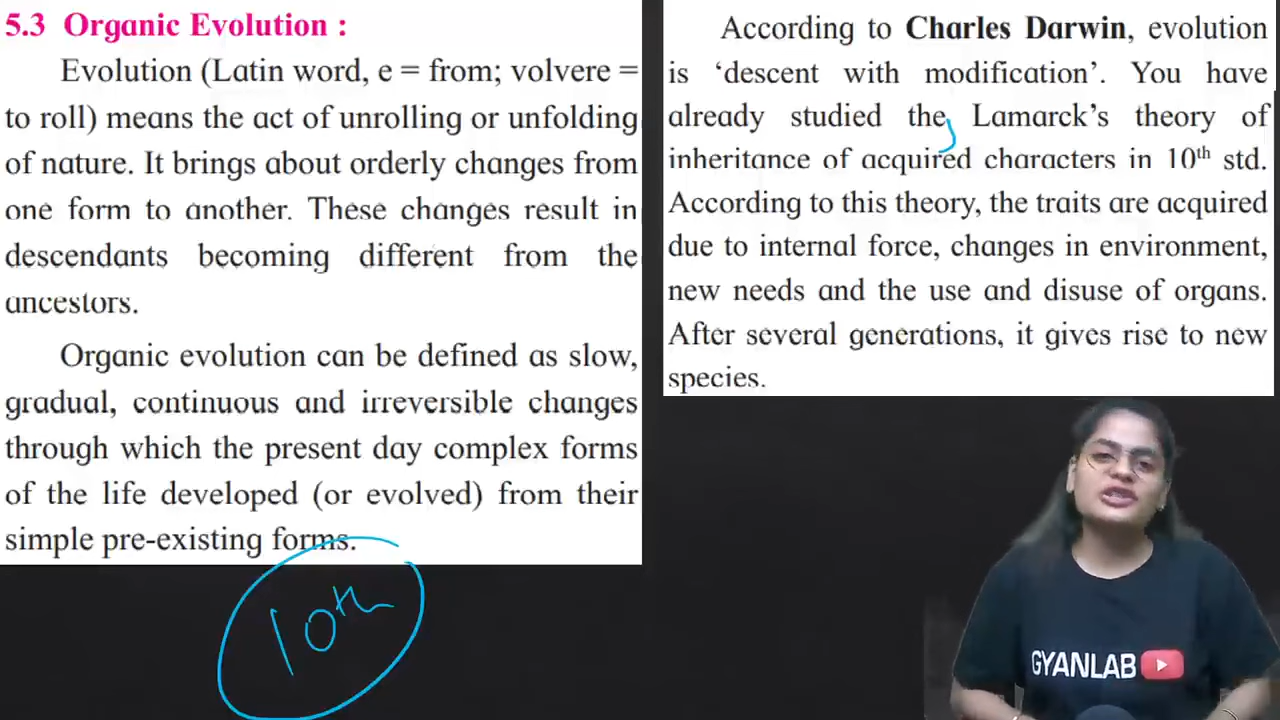 5.3 Organic Evolution :
Evolution (Latin word, e = from; volvere =
to roll) means the act of unrolling or unfolding
of nature. It brings about orderly changes from
one form to another. These changes result in
descendants becoming different from the
ancestors.
Organic evolution can be defined as slow,
gradual, continuous and irreversible changes
through which the present day complex forms
of the life developed (or evolved) from their
simple pre-existing forms.
10th
According to Charles Darwin, evolution
is ‘descent with modification’. You have
already studied the Lamarck’s theory of
inheritance of acquired characters in 10th std.
According to this theory, the traits are acquired
due to internal force, changes in environment,
new needs and the use and disuse of organs.
After several generations, it gives rise to new
species.
GYANLAB